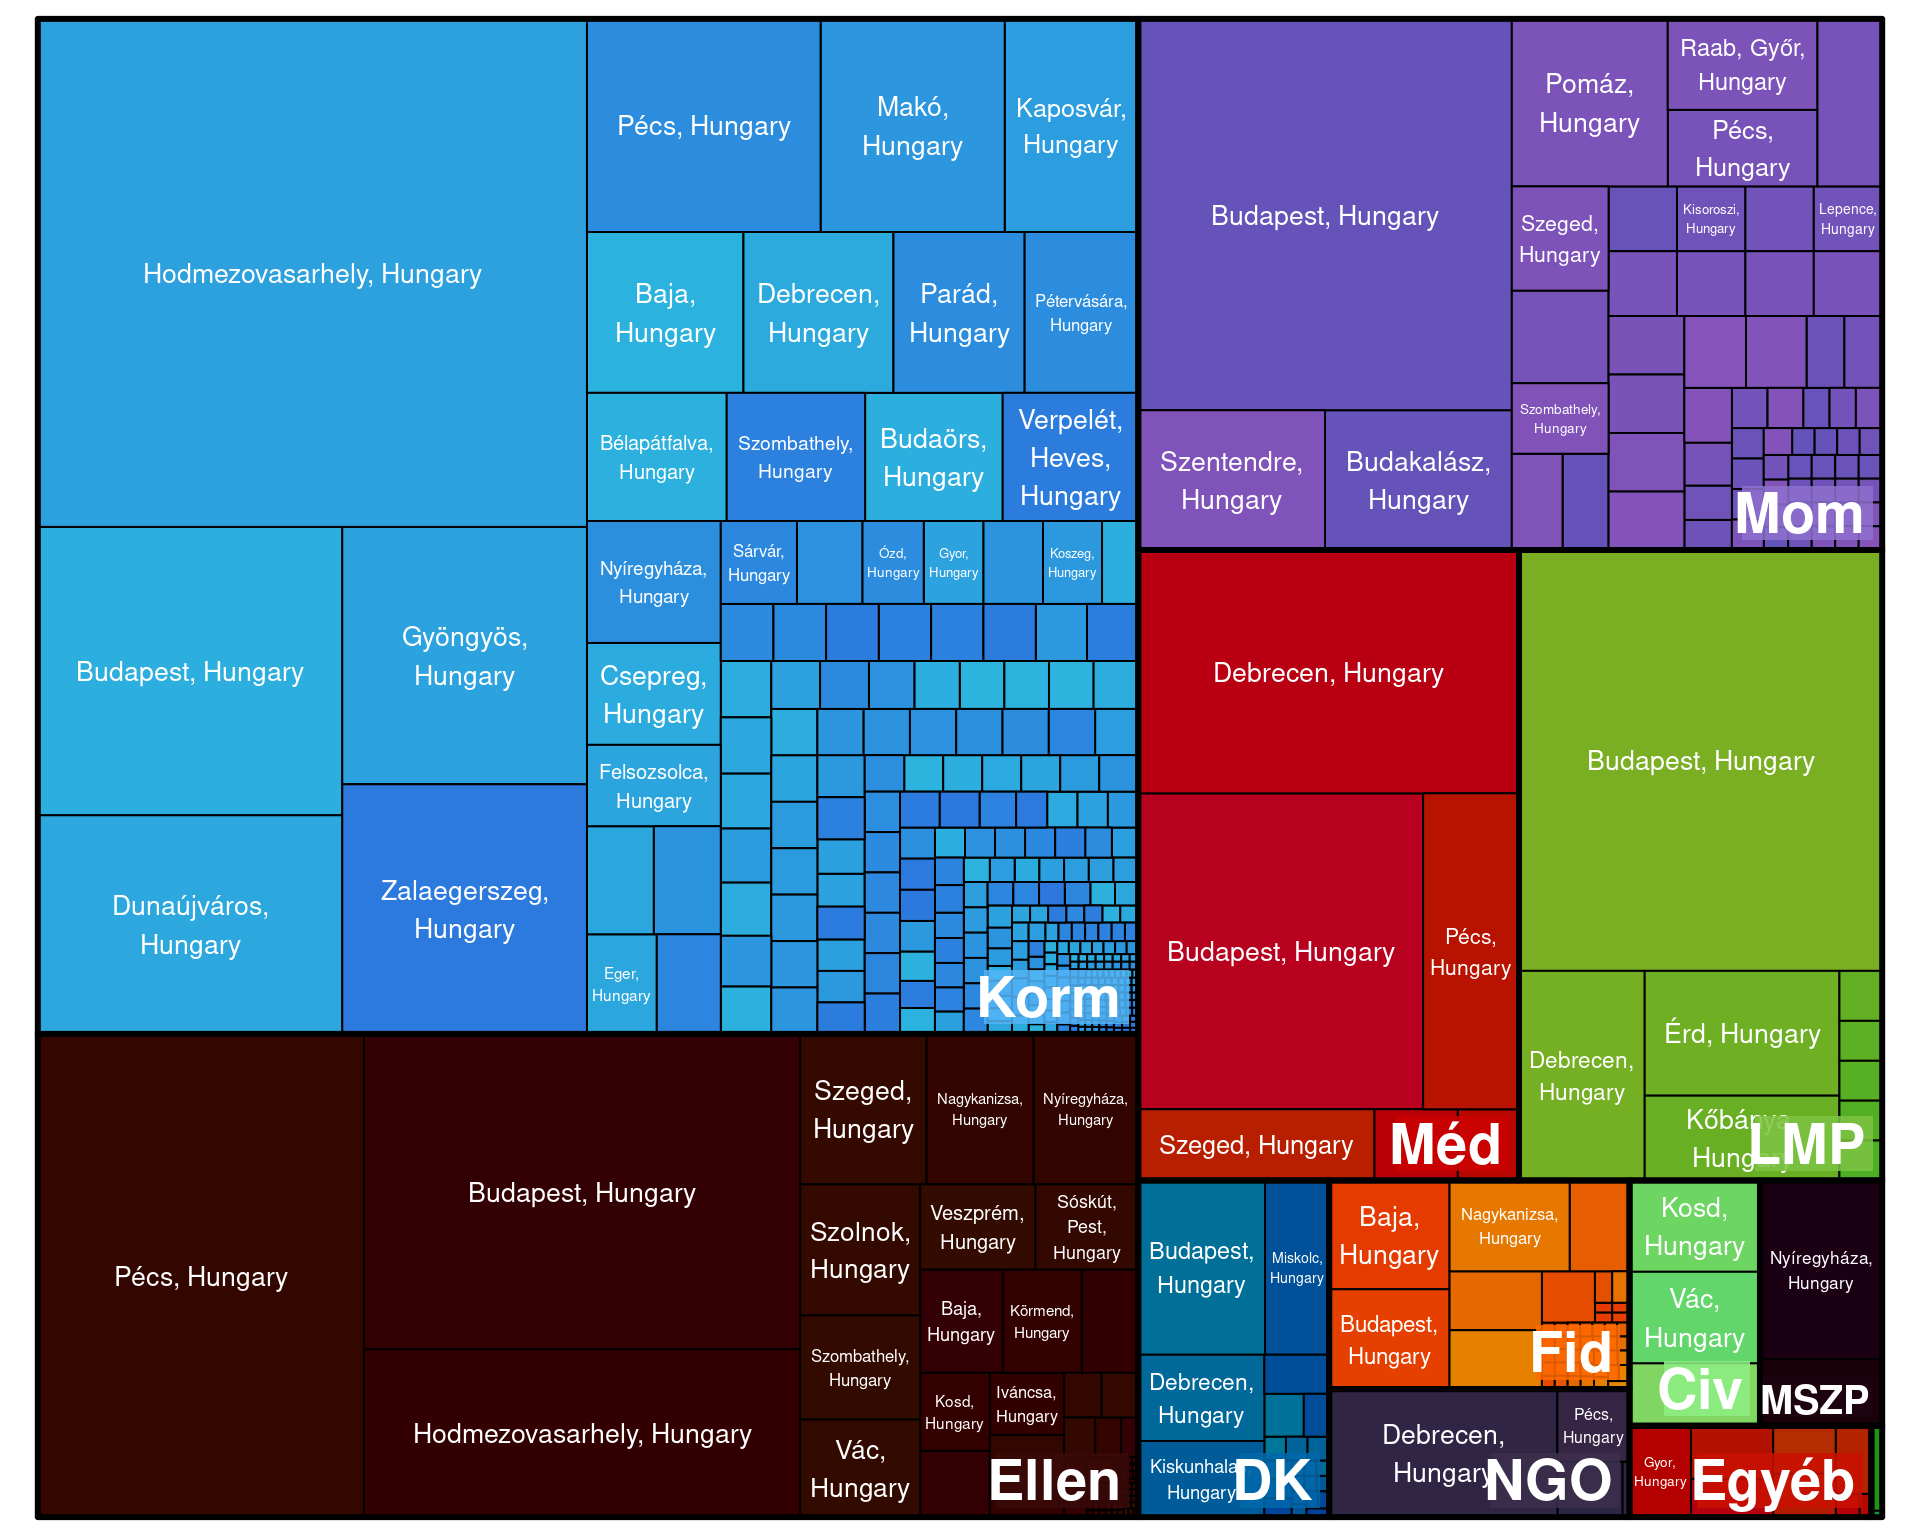 Hodmezovasarhely, Hungary
Pécs, Hungary
Makó,
Hungary
Kaposvár,
Hungary
Baja,
Hungary
Debrecen,
Hungary
Parád,
Hungary
Pétervására,
Hungary
Bélapátfalva,
Hungary
Szombathely,
Hungary
Budaörs,
Hungary
Verpelét,
Heves,
Hungary
Budapest, Hungary
Gyöngyös,
Hungary
Dunaújváros,
Hungary
Zalaegerszeg,
Hungary
Nyíregyháza,
Hungary
Sárvár,
Hungary
Ózd,
Hungary
Gyor,
Hungary
Koszeg,
Hungary
Csepreg,
Hungary
Felsozsolca,
Hungary
Eger,
Hungary
Korm
Budapest, Hungary
Pomáz,
Hungary
Raab, Győr,
Hungary
Pécs,
Hungary
Szeged,
Hungary
Kisoroszi,
Hungary
Lepence,
Hungary
Szombathely,
Hungary
Szentendre,
Hungary
Budakalász,
Hungary
Mom
Debrecen, Hungary
Budapest, Hungary
Pécs,
Hungary
Szeged, Hungary
Méd
Budapest, Hungary
Debrecen,
Hungary
Érd, Hungary
Kőbánya
Hungary
LMP
Pécs, Hungary
Budapest, Hungary
Hodmezovasarhely, Hungary
Szeged,
Hungary
Nagykanizsa,
Hungary
Nyíregyháza,
Hungary
Szolnok,
Hungary
Veszprém,
Hungary
Sóskút,
Pest,
Hungary
Szombathely,
Hungary
Baja,
Hungary
Körmend,
Hungary
Kosd,
Hungary
Iváncsa,
Hungary
Vác,
Hungary
Ellen
Budapest,
Hungary
Miskolc,
Hungary
Debrecen,
Hungary
Kiskunhalas,
Hungary
DK
Baja,
Hungary
Nagykanizsa,
Hungary
Budapest,
Hungary
Fid
Debrecen,
Hungary
Pécs,
Hungary
NGO
Kosd,
Hungary
Vác,
Hungary
Civ
Nyíregyháza,
Hungary
MSZP
Gyor,
Hungary
Egyéb